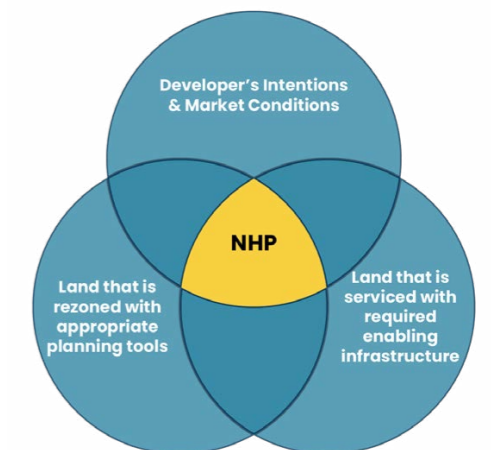 Developer’s Intentions
& Market Conditions
NHP
Land that is
rezoned with
appropriate
planning tools
Land that is
serviced with
required
enabling
infrastructure